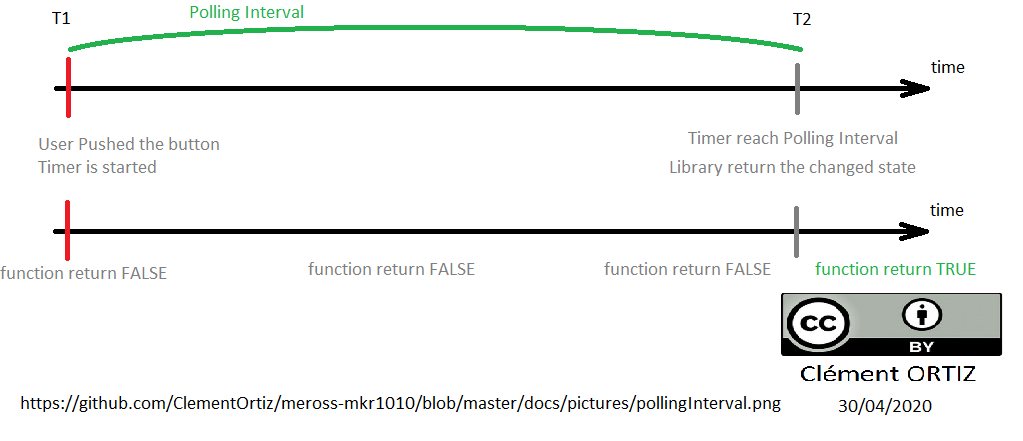 T1
Polling Interval
T2
time
User Pushed the button
Timer is started
Timer reach Polling Interval
Library return the changed state
time
function return FALSE
function return FALSE
function return FALSE
function return TRUE
cc
BY
Clément ORTIZ
https://github.com/ClementOrtiz/meross-mkr1010/blob/master/docs/pictures/pollingInterval.png
30/04/2020